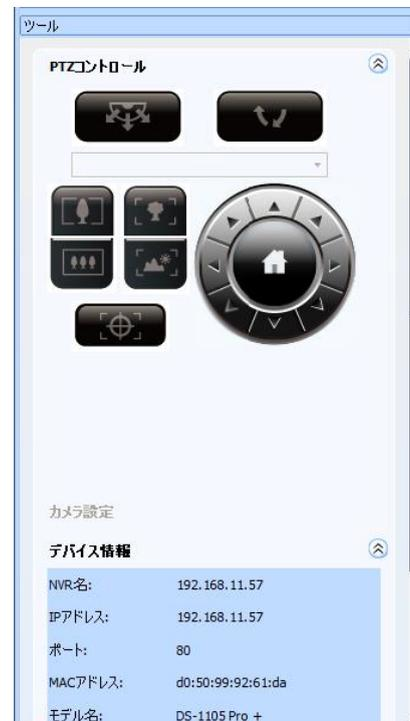 ツール
PTZコントロール
カメラ設定
デバイス情報
NVR名: 192.168.11.57
IPアドレス: 192.168.11.57
ポート: 80
MACアドレス: d0:50:99:92:61:da
モデル名: DS-1105 Pro +